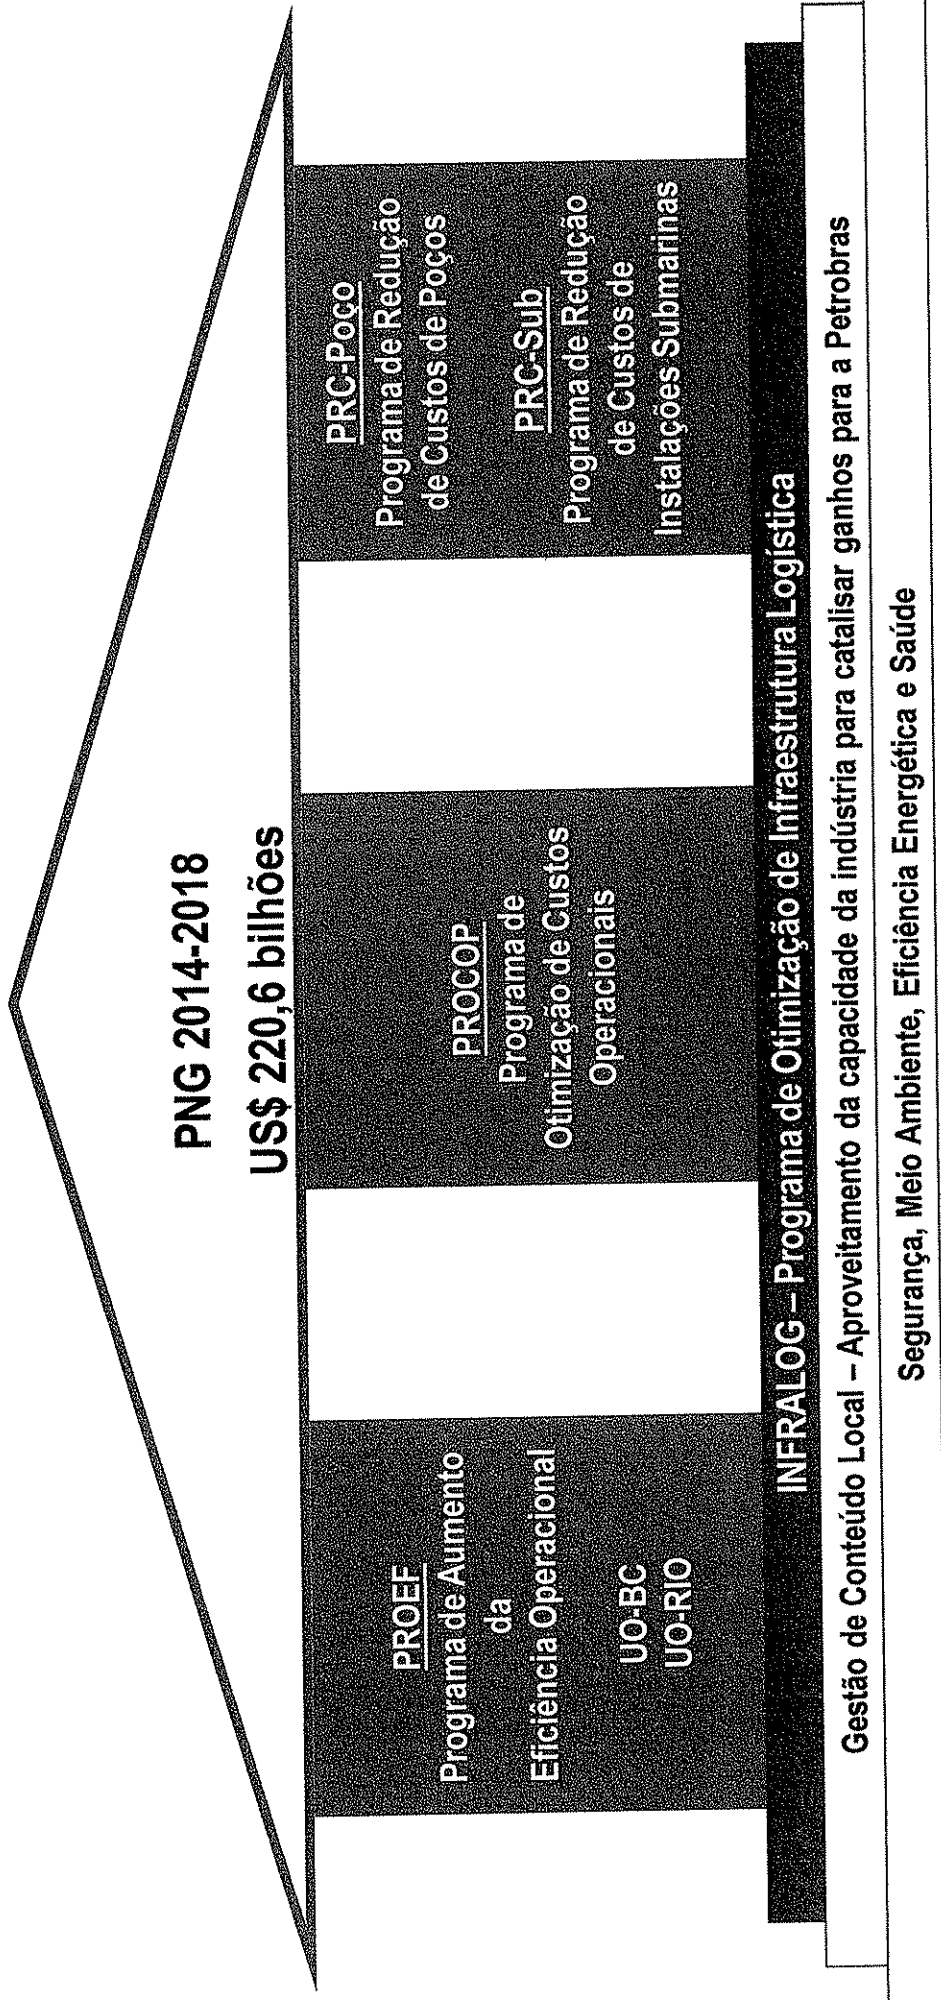 PNG 2014-2018
US$ 220,6 bilhões
PROEF
Programa de Aumento
da
Eficiência Operacional
UO-BC
UO-RIO
PROCOP
Programa de
Otimização de Custos
Operacionais
PRC-Poço
Programa de Redução
de Custos de Poços
PRC-Sub
Programa de Redução
de Custos de
Instalações Submarinas
INFRALOG – Programa de Otimização de Infraestrutura Logística
Gestão de Conteúdo Local – Aproveitamento da capacidade da indústria para catalisar ganhos para a Petrobras
Segurança, Meio Ambiente, Eficiência Energética e Saúde